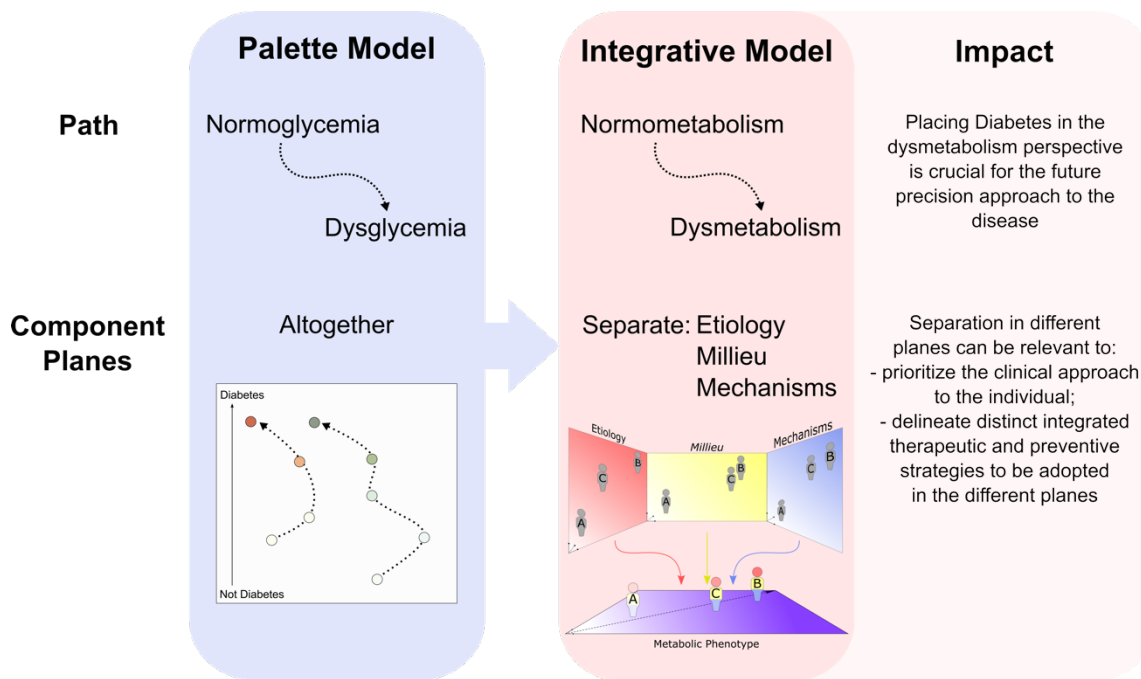 Palette Model
Integrative Model
Impact
Path
Normoglycemia
Dysglycemia
Normometabolism
Dysmetabolism
Placing Diabetes in the
dysmetabolism perspective
is crucial for the future
precision approach to the
disease
Component
Planes
Altogether
Separate: Etiology
Millieu
Mechanisms
Separation in different
planes can be relevant to:
- prioritize the clinical approach
to the individual;
- delineate distinct integrated
therapeutic and preventive
strategies to be adopted
in the different planes
Diabetes
Not Diabetes
Etiology
Millieu
Mechanisms
A
C
B
A
C
B
A
C
B
A
C
B
Metabolic Phenotype